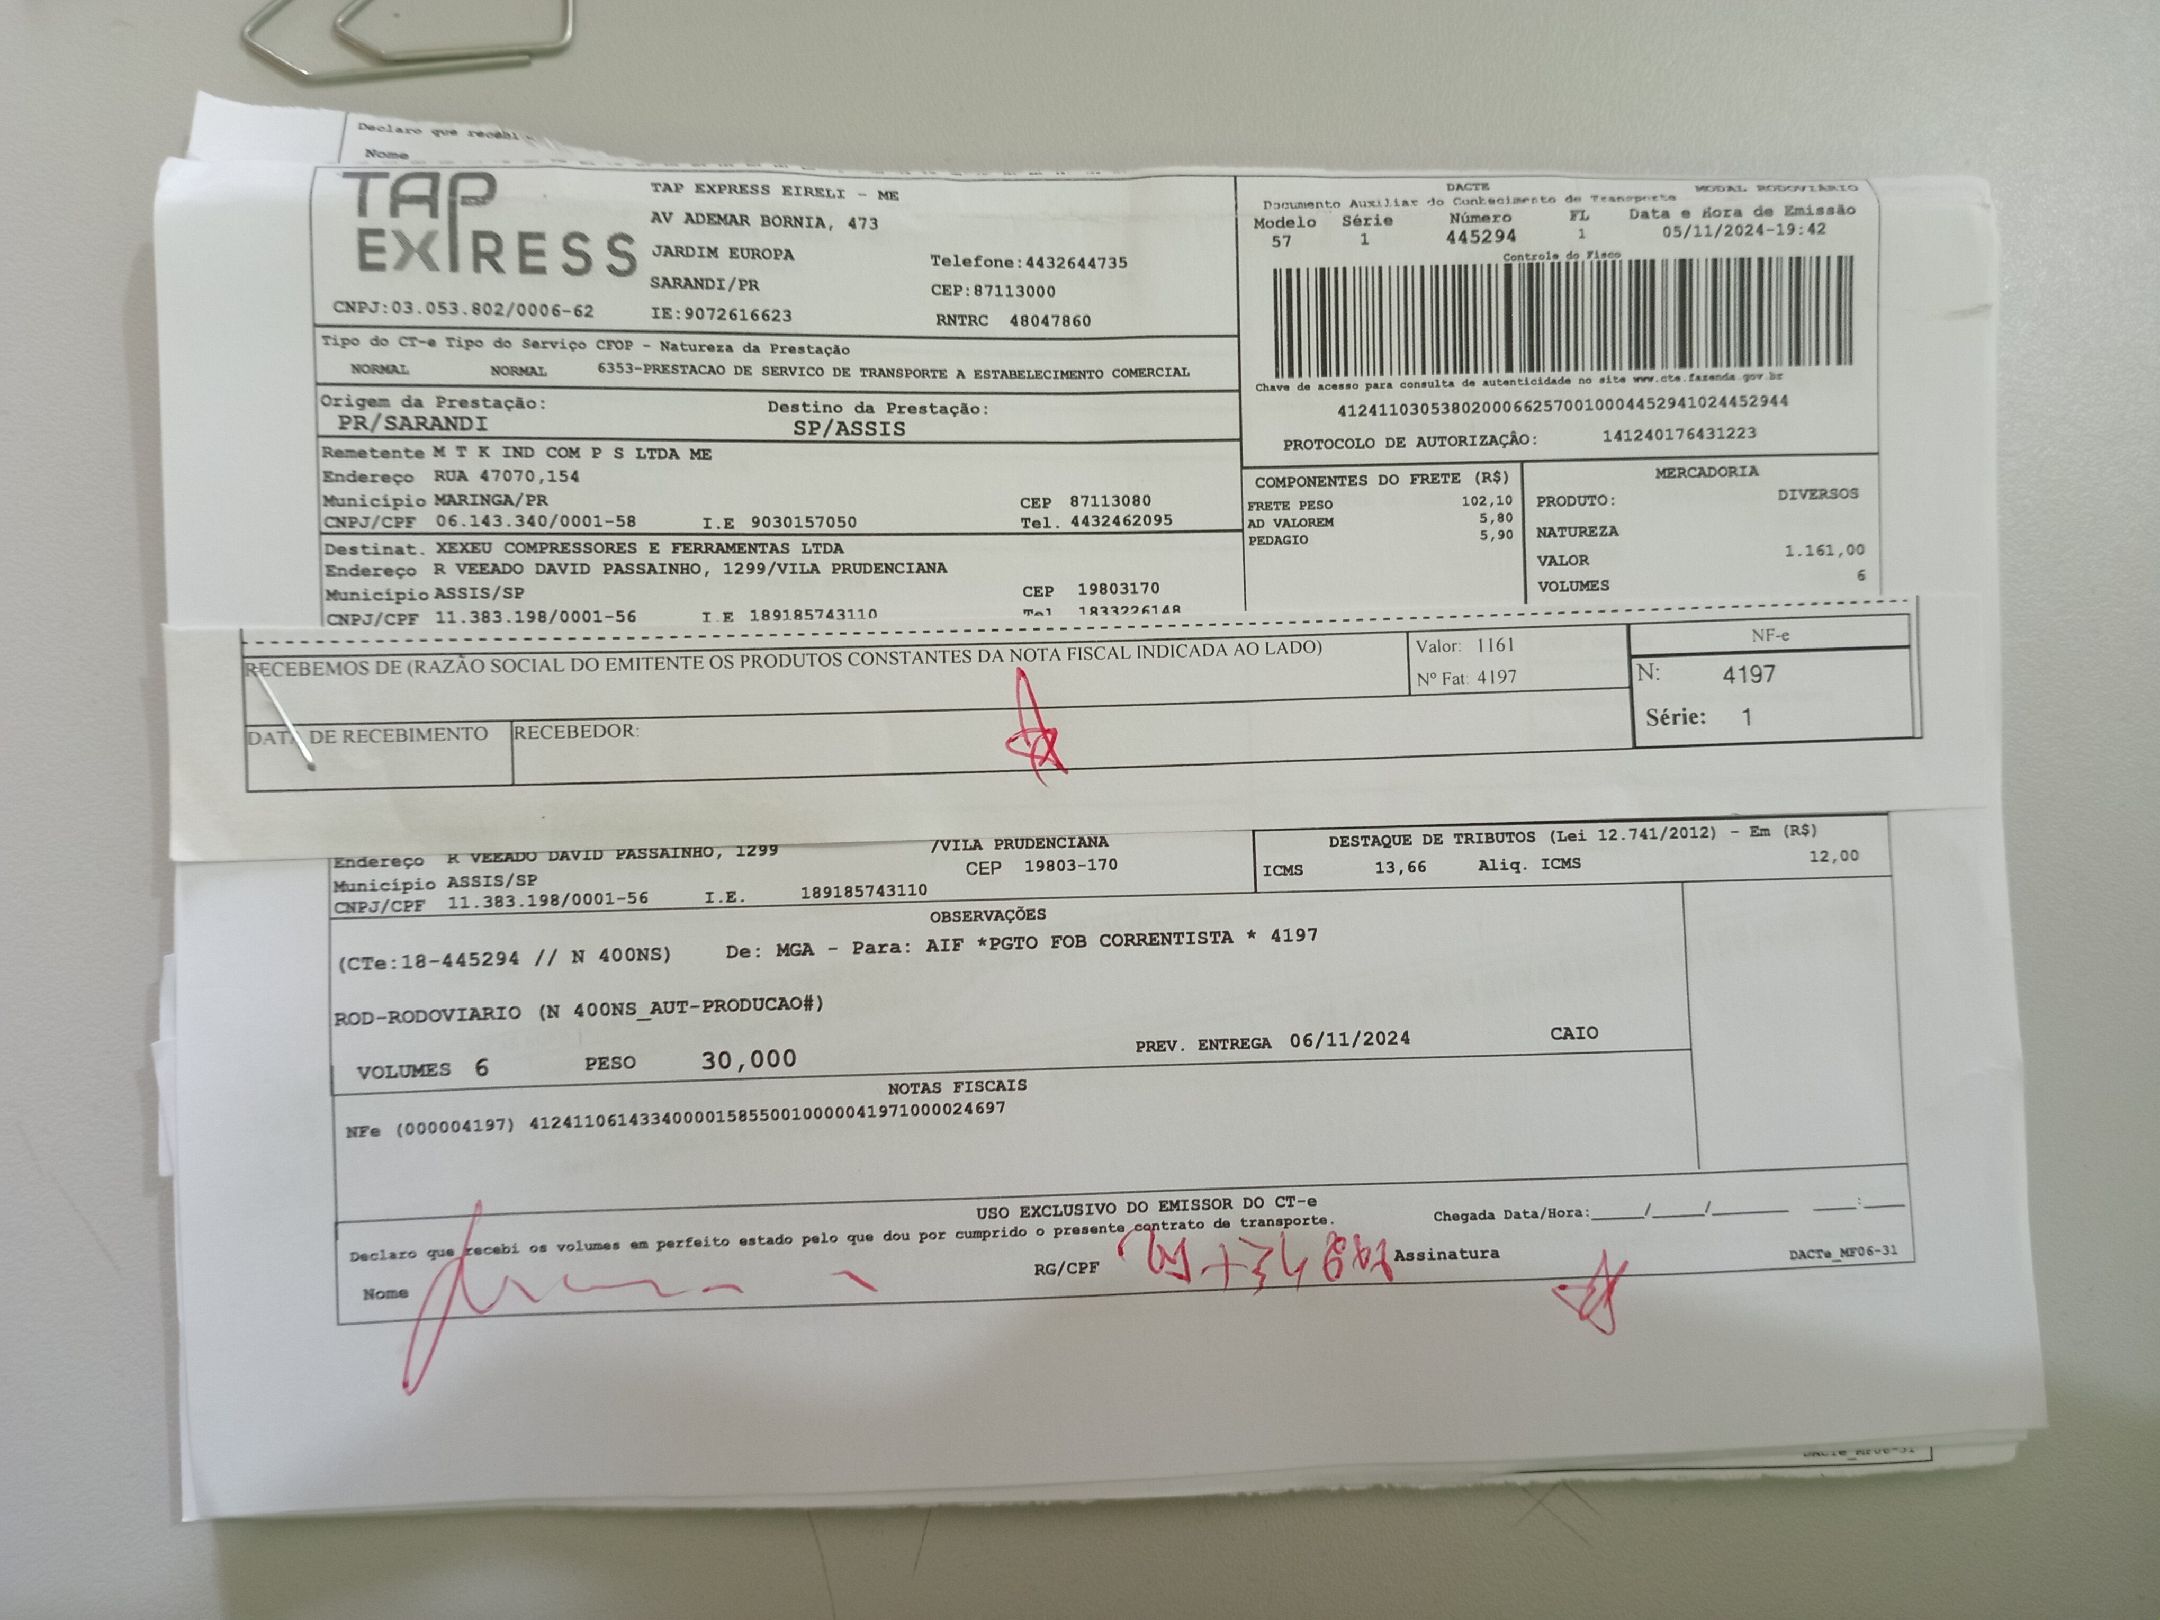 Declaro que recebi
Nome
TAP EXPRESS
TAP EXPRESS EIRELI - ME
AV ADEMAR BORNIA, 473
JARDIM EUROPA
Telefone:4432644735
SARANDI/PR
CEP:87113000
CNPJ:03.053.802/0006-62
IE:9072616623
RNTRC 48047860
DACTE
MODAL RODOVIÁRIO
Documento Auxiliar do Conhecimento de Transporte
Modelo Série Número FL Data e Hora de Emissão
57 1 445294 1 05/11/2024-19:42
Controle do Fisco
Chave de acesso para consulta de autenticidade no site www.cte.fazenda.gov.br
41241103053802000662570010004452941024452944
PROTOCOLO DE AUTORIZAÇÃO: 141240176431223
Tipo do CT-e Tipo do Serviço CFOP - Natureza da Prestação
NORMAL NORMAL 6353-PRESTACAO DE SERVICO DE TRANSPORTE A ESTABELECIMENTO COMERCIAL
Origem da Prestação: Destino da Prestação:
PR/SARANDI SP/ASSIS
Remetente M T K IND COM P S LTDA ME
Endereço RUA 47070,154
Município MARINGA/PR CEP 87113080
CNPJ/CPF 06.143.340/0001-58 I.E 9030157050 Tel. 4432462095
Destinat. XEXEU COMPRESSORES E FERRAMENTAS LTDA
Endereço R VEEADO DAVID PASSAINHO, 1299/VILA PRUDENCIANA
Município ASSIS/SP CEP 19803170
CNPJ/CPF 11.383.198/0001-56 I.E 189185743110 Tel 1833226148
COMPONENTES DO FRETE (R$)
FRETE PESO 102,10
AD VALOREM 5,80
PEDAGIO 5,90
MERCADORIA
PRODUTO: DIVERSOS
NATUREZA
VALOR 1.161,00
VOLUMES 6
RECEBEMOS DE (RAZÃO SOCIAL DO EMITENTE OS PRODUTOS CONSTANTES DA NOTA FISCAL INDICADA AO LADO)
Valor: 1161
Nº Fat: 4197
NF-e
N: 4197
Série: 1
DATA DE RECEBIMENTO
RECEBEDOR:
Endereço R VEEADO DAVID PASSAINHO, 1299 /VILA PRUDENCIANA
Município ASSIS/SP CEP 19803-170
CNPJ/CPF 11.383.198/0001-56 I.E. 189185743110
DESTAQUE DE TRIBUTOS (Lei 12.741/2012) - Em (R$)
ICMS 13,66 Aliq. ICMS 12,00
OBSERVAÇÕES
(CTe:18-445294 // N 400NS) De: MGA - Para: AIF *PGTO FOB CORRENTISTA * 4197
ROD-RODOVIARIO (N 400NS_AUT-PRODUCAO#)
VOLUMES 6 PESO 30,000 PREV. ENTREGA 06/11/2024 CAIO
NOTAS FISCAIS
NFe (000004197) 41241106143340000158550010000041971000024697
USO EXCLUSIVO DO EMISSOR DO CT-e
Declaro que recebi os volumes em perfeito estado pelo que dou por cumprido o presente contrato de transporte.
Chegada Data/Hora:_____/_____/________ ____:____
Nome
RG/CPF
Assinatura
DACTe_MF06-31
DACTe_MF06-31